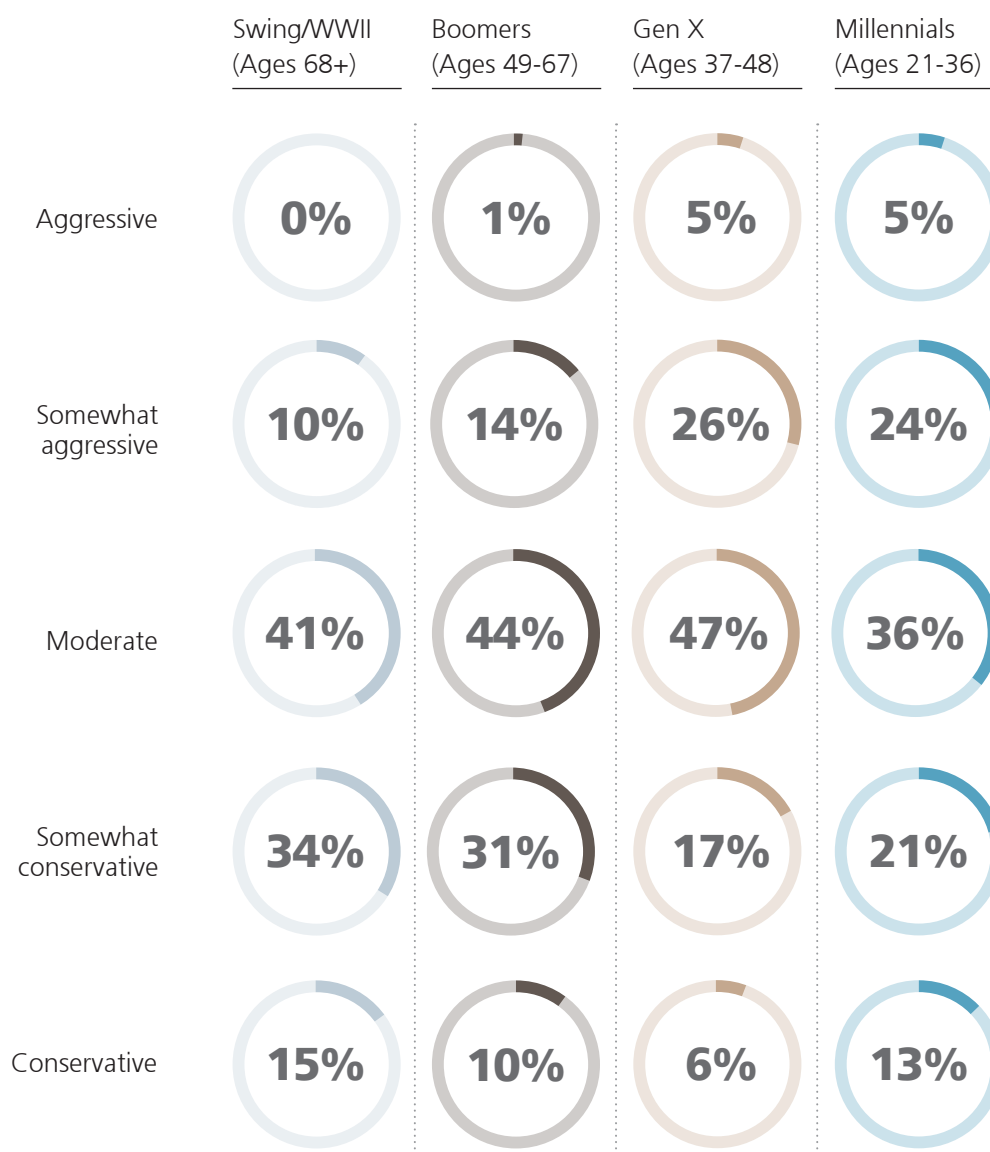 Swing/WWII
(Ages 68+)
Boomers
(Ages 49-67)
Gen X
(Ages 37-48)
Millennials
(Ages 21-36)
Aggressive
0%
1%
5%
5%
Somewhat
aggressive
10%
14%
26%
24%
Moderate
41%
44%
47%
36%
Somewhat
conservative
34%
31%
17%
21%
Conservative
15%
10%
6%
13%